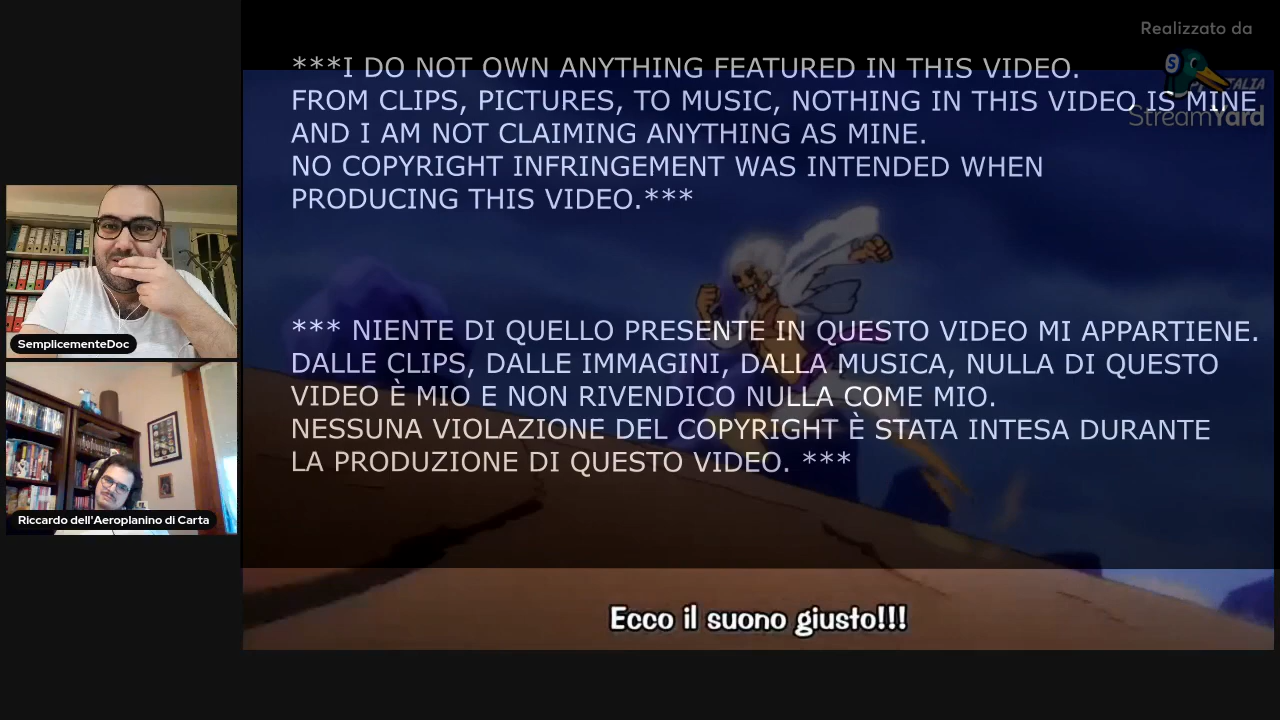 Realizzato da
S
ITALIA
StreamYard
***I DO NOT OWN ANYTHING FEATURED IN THIS VIDEO.
FROM CLIPS, PICTURES, TO MUSIC, NOTHING IN THIS VIDEO IS MINE
AND I AM NOT CLAIMING ANYTHING AS MINE.
NO COPYRIGHT INFRINGEMENT WAS INTENDED WHEN
PRODUCING THIS VIDEO.***
*** NIENTE DI QUELLO PRESENTE IN QUESTO VIDEO MI APPARTIENE.
DALLE CLIPS, DALLE IMMAGINI, DALLA MUSICA, NULLA DI QUESTO
VIDEO È MIO E NON RIVENDICO NULLA COME MIO.
NESSUNA VIOLAZIONE DEL COPYRIGHT È STATA INTESA DURANTE
LA PRODUZIONE DI QUESTO VIDEO. ***
SemplicementeDoc
Riccardo dell'Aeroplanino di Carta
Ecco il suono giusto!!!